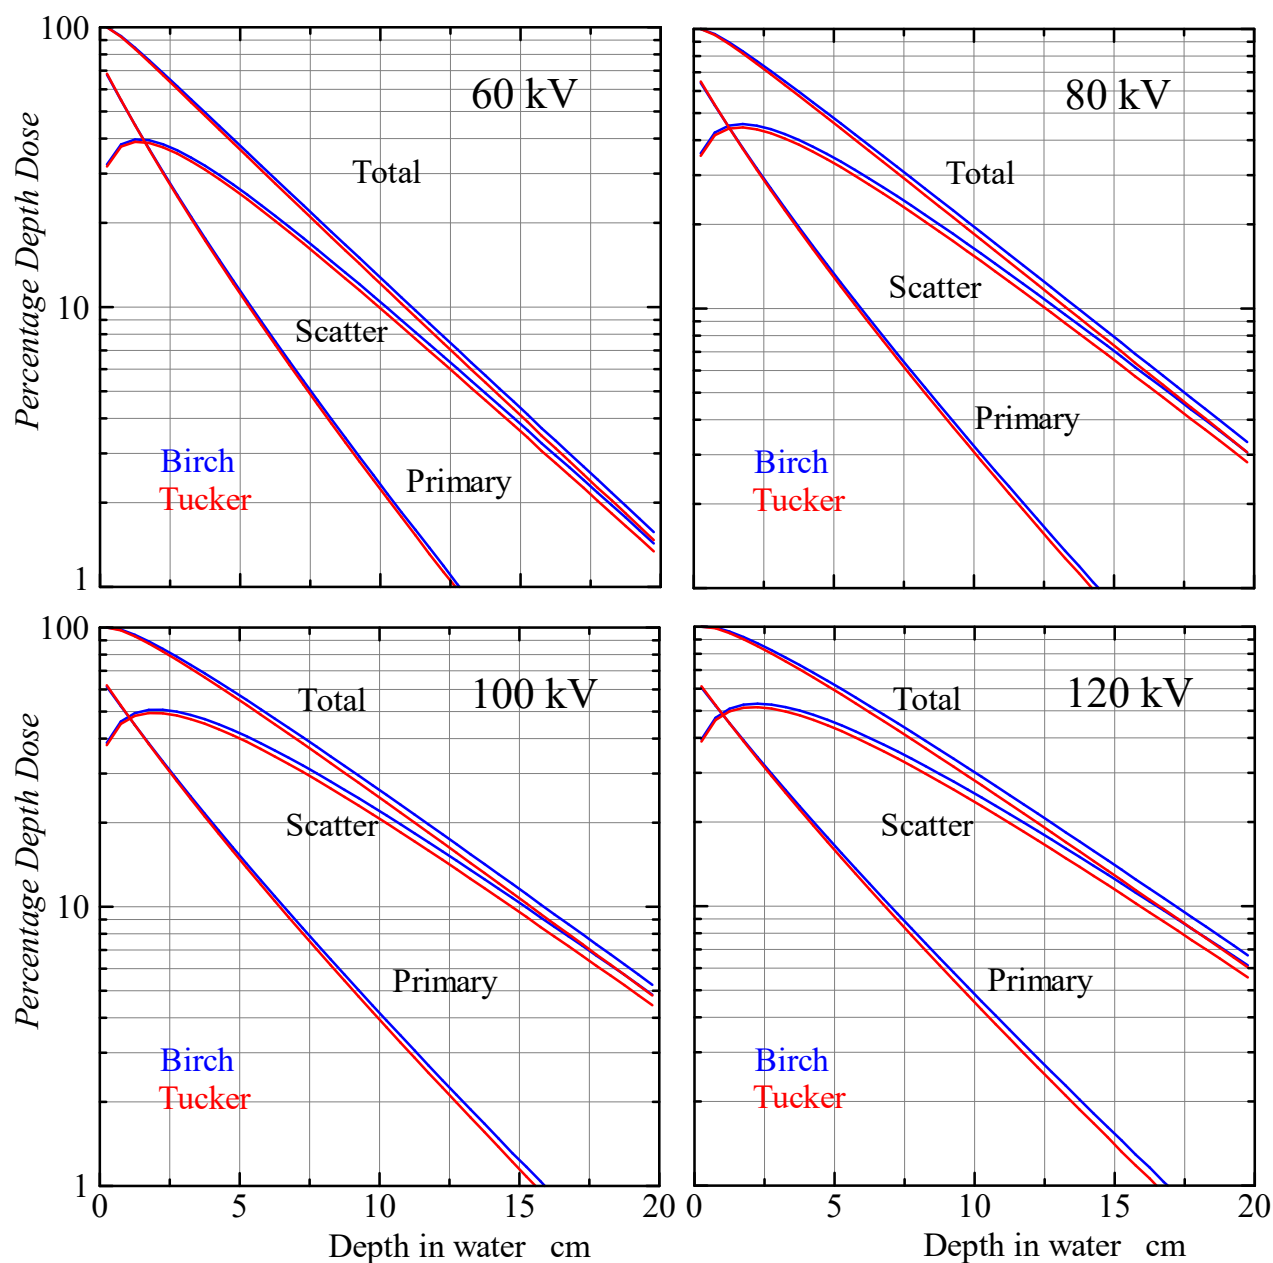 100
60 kV
80 kV
Percentage Depth Dose
Total
Total
Scatter
10
Scatter
Primary
Birch
Primary
Birch
Tucker
Tucker
1
100
100 kV
120 kV
Percentage Depth Dose
Total
Total
Scatter
Scatter
10
Primary
Primary
Birch
Birch
Tucker
Tucker
1
0 5 10 15 20
0 5 10 15 20
Depth in water cm
Depth in water cm